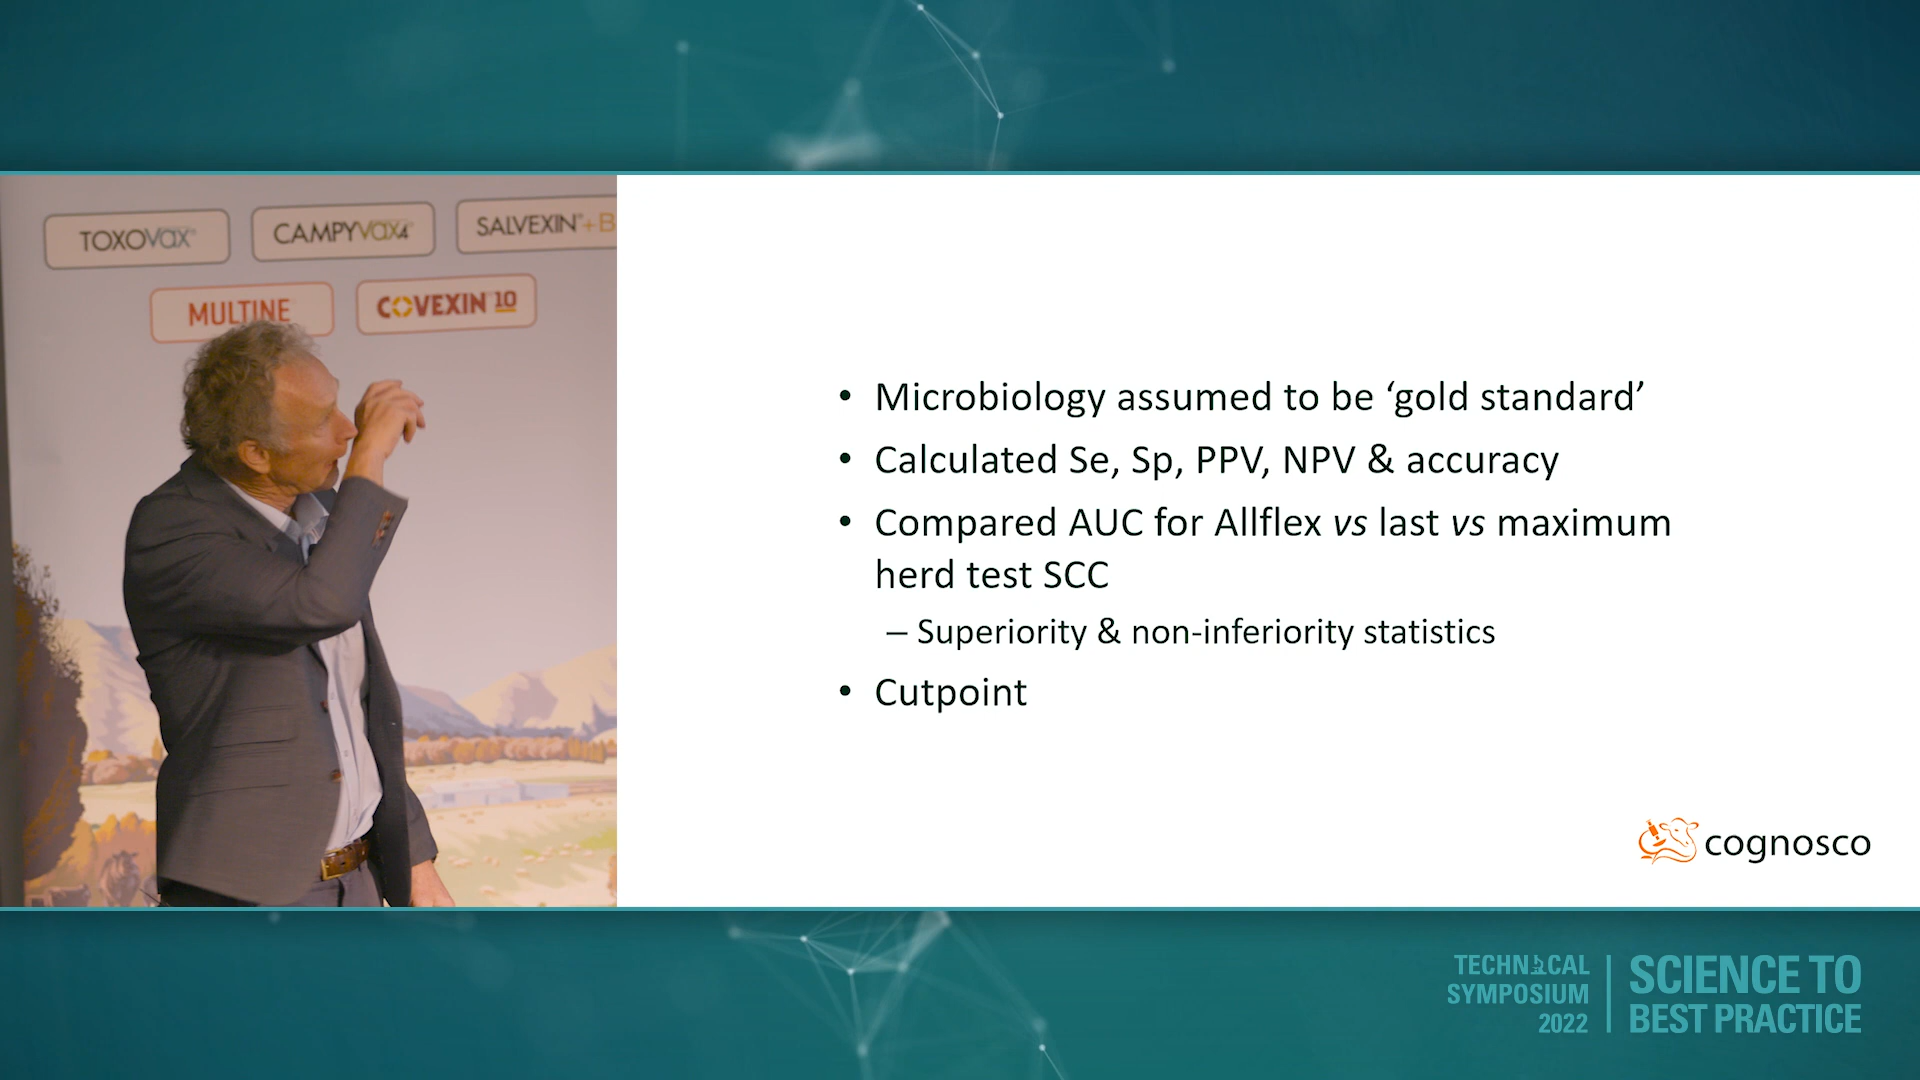 TOXOVAX®
CAMPYVAX4®
SALVEXIN®+B
MULTINE
COVEXIN 10
• Microbiology assumed to be ‘gold standard’
• Calculated Se, Sp, PPV, NPV & accuracy
• Compared AUC for Allflex vs last vs maximum
herd test SCC
– Superiority & non-inferiority statistics
• Cutpoint
cognosco
TECHNICAL
SYMPOSIUM
2022
SCIENCE TO
BEST PRACTICE